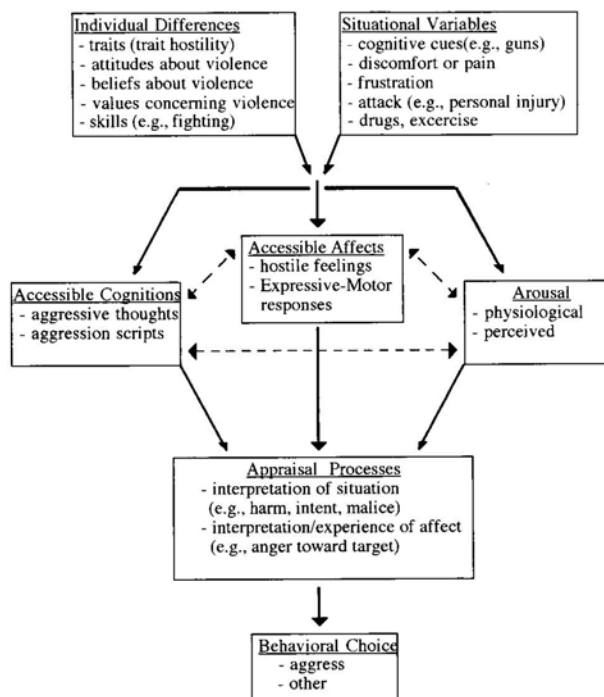 Individual Differences
- traits (trait hostility)
- attitudes about violence
- beliefs about violence
- values concerning violence
- skills (e.g., fighting)
Situational Variables
- cognitive cues(e.g., guns)
- discomfort or pain
- frustration
- attack (e.g., personal injury)
- drugs, excercise
Accessible Affects
- hostile feelings
- Expressive-Motor
responses
Accessible Cognitions
- aggressive thoughts
- aggression scripts
Arousal
- physiological
- perceived
Appraisal Processes
- interpretation of situation
(e.g., harm, intent, malice)
- interpretation/experience of affect
(e.g., anger toward target)
Behavioral Choice
- aggress
- other